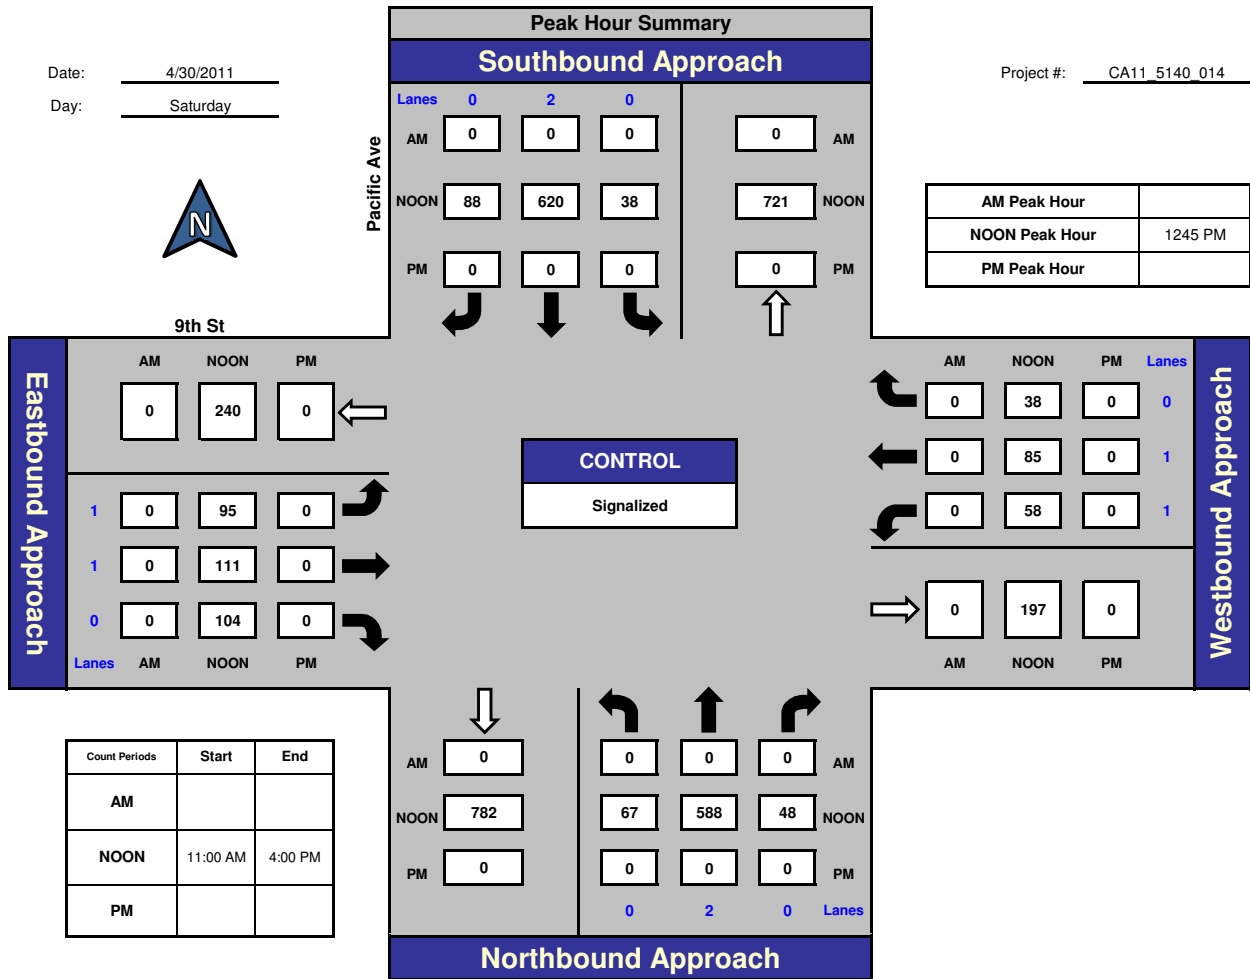 Peak Hour Summary
Southbound Approach
Date: 4/30/2011
Project #: CA11_5140_014
Day: Saturday
Lanes 0 2 0
AM 0 0 0 0 AM
Pacific Ave
N
NOON 88 620 38 721 NOON
PM 0 0 0 0 PM
AM Peak Hour
NOON Peak Hour 1245 PM
PM Peak Hour
9th St
Eastbound Approach
AM NOON PM
0 240 0
1 0 95 0
1 0 111 0
0 0 104 0
Lanes AM NOON PM
CONTROL
Signalized
AM NOON PM Lanes
0 38 0 0
0 85 0 1
0 58 0 1
0 197 0
AM NOON PM
Westbound Approach
Count Periods Start End
AM
NOON 11:00 AM 4:00 PM
PM
AM 0 0 0 0 AM
NOON 782 67 588 48 NOON
PM 0 0 0 0 PM
0 2 0 Lanes
Northbound Approach